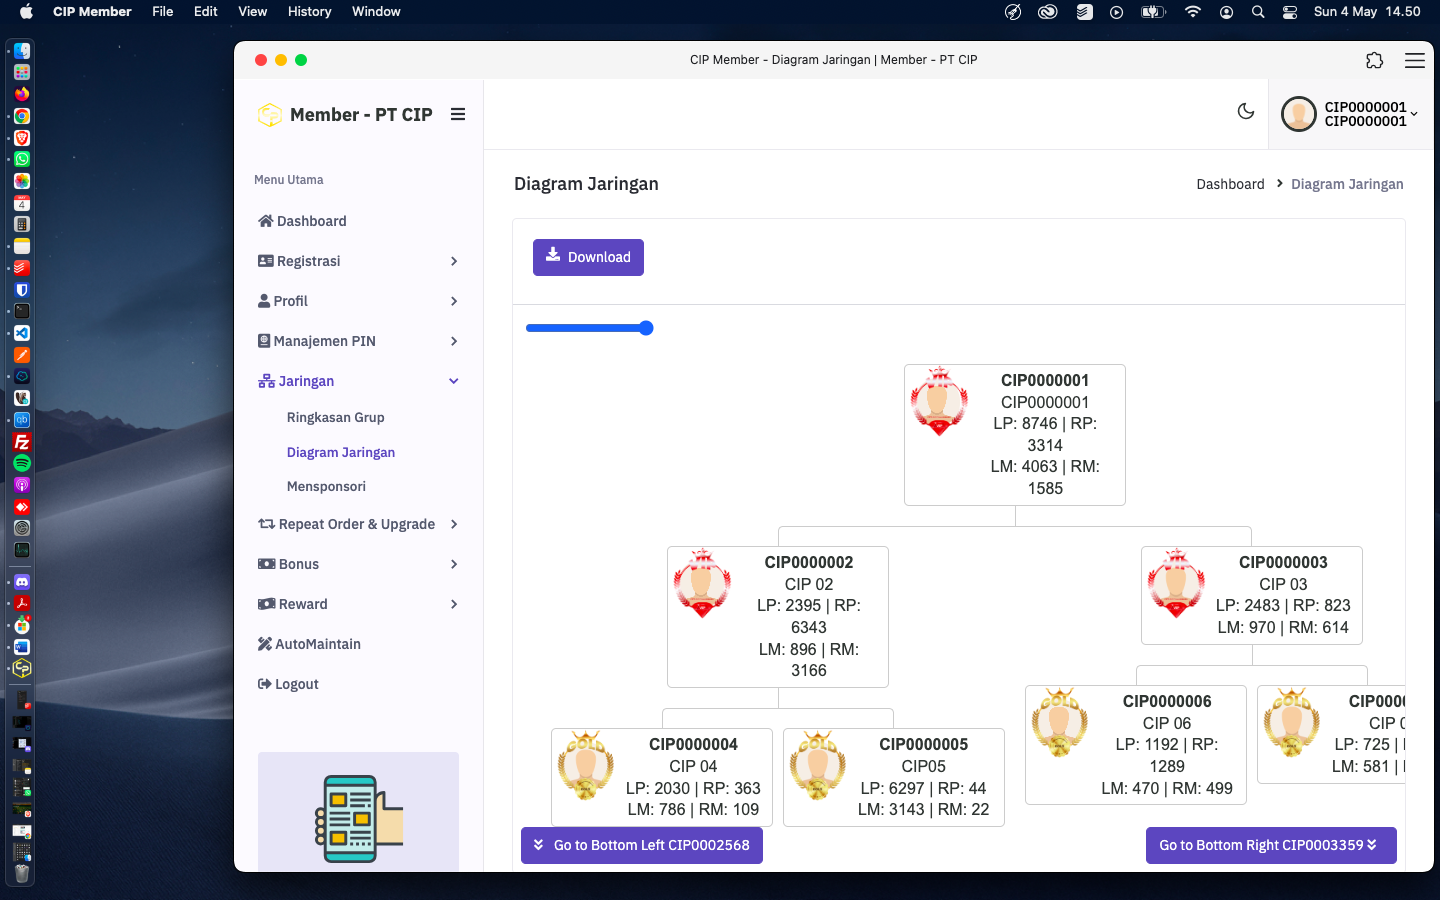 CIP Member File Edit View History Window
Sun 4 May 14.50
CIP Member - Diagram Jaringan | Member - PT CIP
Member - PT CIP
CIP0000001
CIP0000001
Menu Utama
Dashboard
Registrasi
Profil
Manajemen PIN
Jaringan
Ringkasan Grup
Diagram Jaringan
Mensponsori
Repeat Order & Upgrade
Bonus
Reward
AutoMaintain
Logout
Diagram Jaringan
Dashboard > Diagram Jaringan
Download
CIP0000001
CIP0000001
LP: 8746 | RP:
3314
LM: 4063 | RM:
1585
CIP0000002
CIP 02
LP: 2395 | RP:
6343
LM: 896 | RM:
3166
CIP0000003
CIP 03
LP: 2483 | RP: 823
LM: 970 | RM: 614
GOLD
CIP0000004
CIP 04
LP: 2030 | RP: 363
LM: 786 | RM: 109
GOLD
CIP0000005
CIP05
LP: 6297 | RP: 44
LM: 3143 | RM: 22
GOLD
CIP0000006
CIP 06
LP: 1192 | RP:
1289
LM: 470 | RM: 499
GOLD
CIP000
CIP
LP: 725 |
LM: 581 |
Go to Bottom Left CIP0002568
Go to Bottom Right CIP0003359